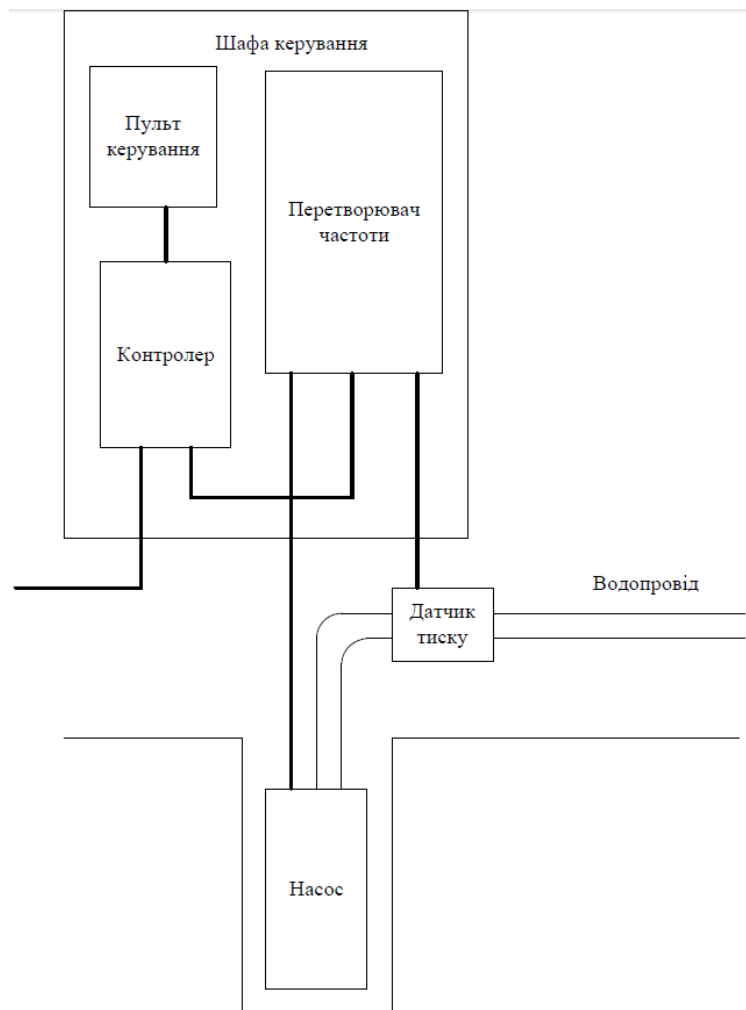 Шафа керування
Пульт
керування
Перетворювач
частоти
Контролер
Водопровід
Датчик
тиску
Насос